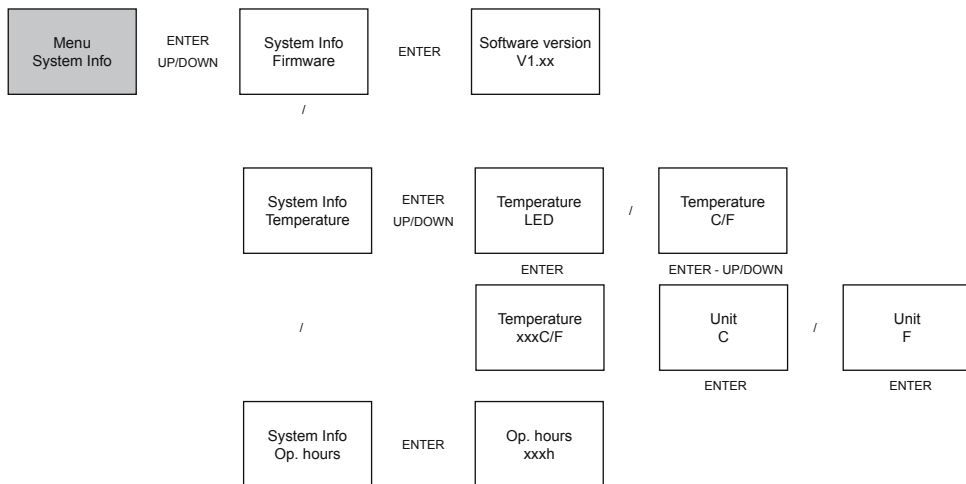 Menu
System Info
ENTER
UP/DOWN
System Info
Firmware
ENTER
Software version
V1.xx
/
System Info
Temperature
ENTER
UP/DOWN
Temperature
LED
/
Temperature
C/F
ENTER
ENTER - UP/DOWN
/
Temperature
xxxC/F
Unit
C
/
Unit
F
ENTER
ENTER
System Info
Op. hours
ENTER
Op. hours
xxxh